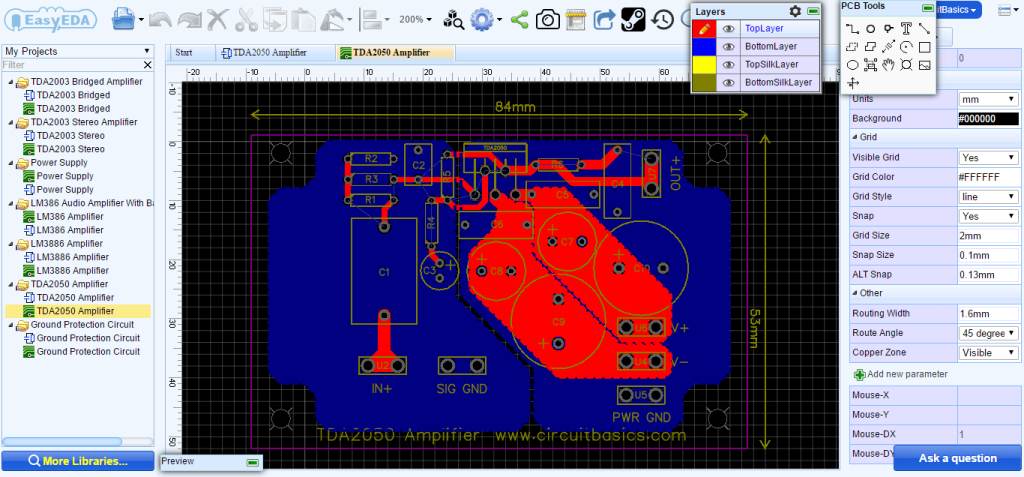 EasyEDA
200%
Basics
My Projects
Filter
TDA2003 Bridged Amplifier
TDA2003 Bridged
TDA2003 Bridged
TDA2003 Stereo Amplifier
TDA2003 Stereo
TDA2003 Stereo
Power Supply
Power Supply
Power Supply
LM386 Audio Amplifier With Ba
LM386 Amplifier
LM386 Amplifier
LM3886 Amplifier
LM3886 Amplifier
LM3886 Amplifier
TDA2050 Amplifier
TDA2050 Amplifier
TDA2050 Amplifier
Ground Protection Circuit
Ground Protection Circuit
Ground Protection Circuit
More Libraries...
Start
TDA2050 Amplifier
TDA2050 Amplifier
-20 -10 0 10 20 30 40 50 60
-10
0
10
20
30
40
50
84mm
53mm
R2
R3
R1
C2
R5
TDA2050
U7
OUT+
C4
R4
C6
C7
C8
C3
C1
C9
U6
V+
U4
V-
U5
PWR GND
U2
IN+
SIG GND
TDA2050 Amplifier www.circuitbasics.com
Preview
Layers
TopLayer
BottomLayer
TopSilkLayer
BottomSilkLayer
PCB Tools
0
Units mm
Background #000000
Grid
Visible Grid Yes
Grid Color #FFFFFF
Grid Style line
Snap Yes
Grid Size 2mm
Snap Size 0.1mm
ALT Snap 0.13mm
Other
Routing Width 1.6mm
Route Angle 45 degree
Copper Zone Visible
Add new parameter
Mouse-X
Mouse-Y
Mouse-DX 1
Mouse-DY
Ask a question